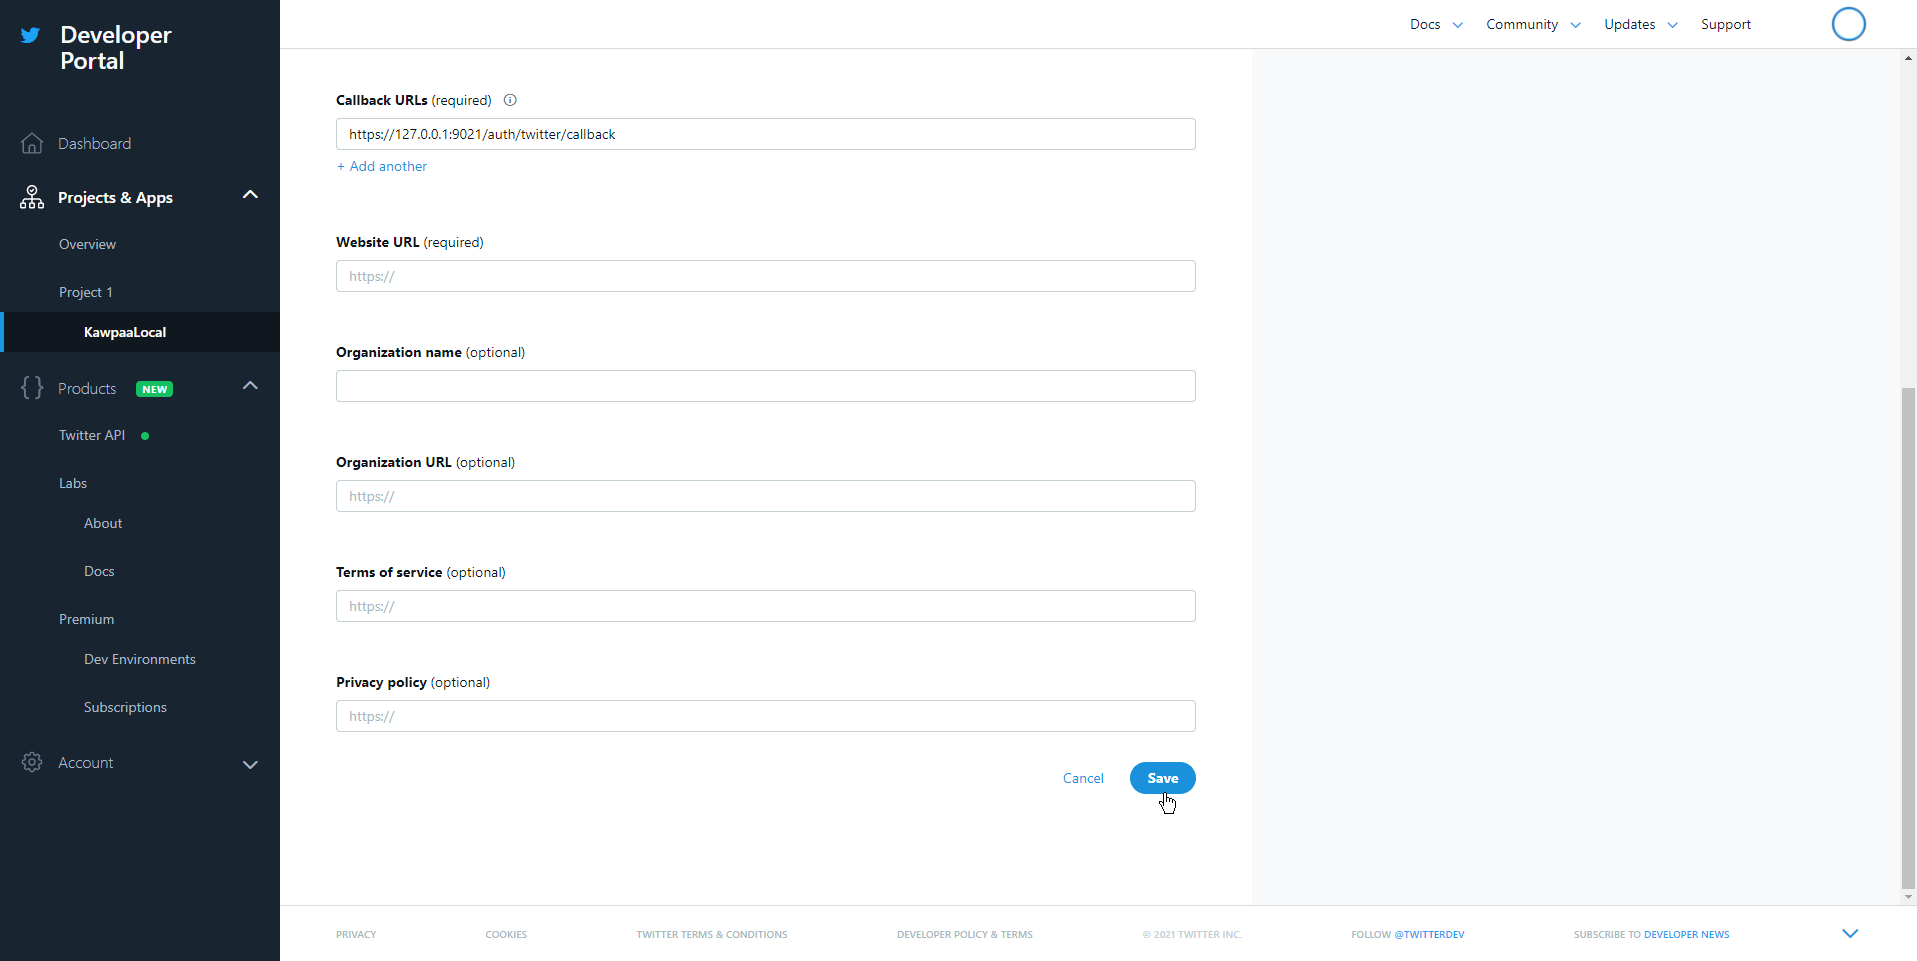 Developer
Portal
Dashboard
Projects & Apps
Overview
Project 1
KawpaaLocal
Products NEW
Twitter API
Labs
About
Docs
Premium
Dev Environments
Subscriptions
Account
Docs Community Updates Support
Callback URLs (required)
https://127.0.0.1:9021/auth/twitter/callback
+ Add another
Website URL (required)
https://
Organization name (optional)
Organization URL (optional)
https://
Terms of service (optional)
https://
Privacy policy (optional)
https://
Cancel Save
PRIVACY COOKIES TWITTER TERMS & CONDITIONS DEVELOPER POLICY & TERMS © 2021 TWITTER INC. FOLLOW @TWITTERDEV SUBSCRIBE TO DEVELOPER NEWS